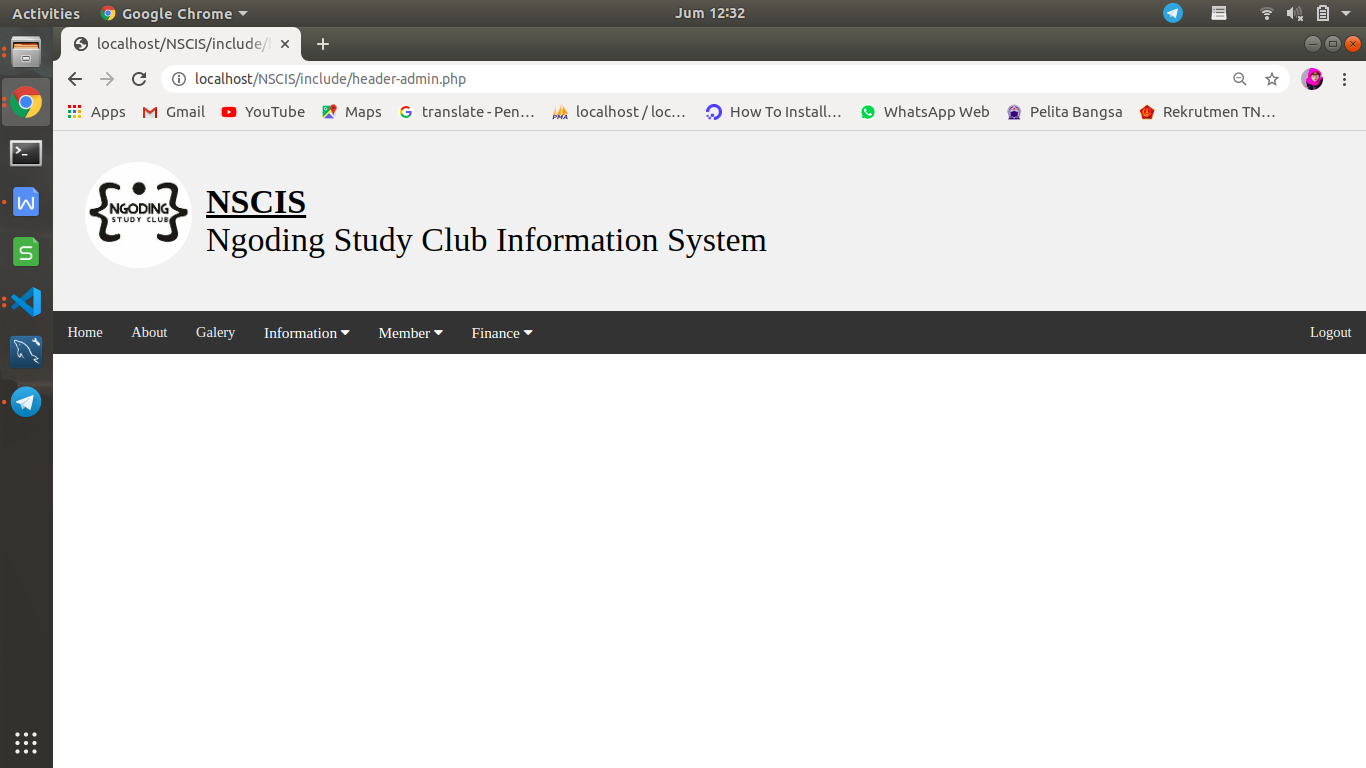 Activities
Google Chrome
Jum 12:32
localhost/NSCIS/include/
localhost/NSCIS/include/header-admin.php
Apps
Gmail
YouTube
Maps
translate - Pen…
localhost / loc…
How To Install…
WhatsApp Web
Pelita Bangsa
Rekrutmen TN…
PMA
NGODING
STUDY CLUB
NSCIS
Ngoding Study Club Information System
Home
About
Galery
Information
Member
Finance
Logout